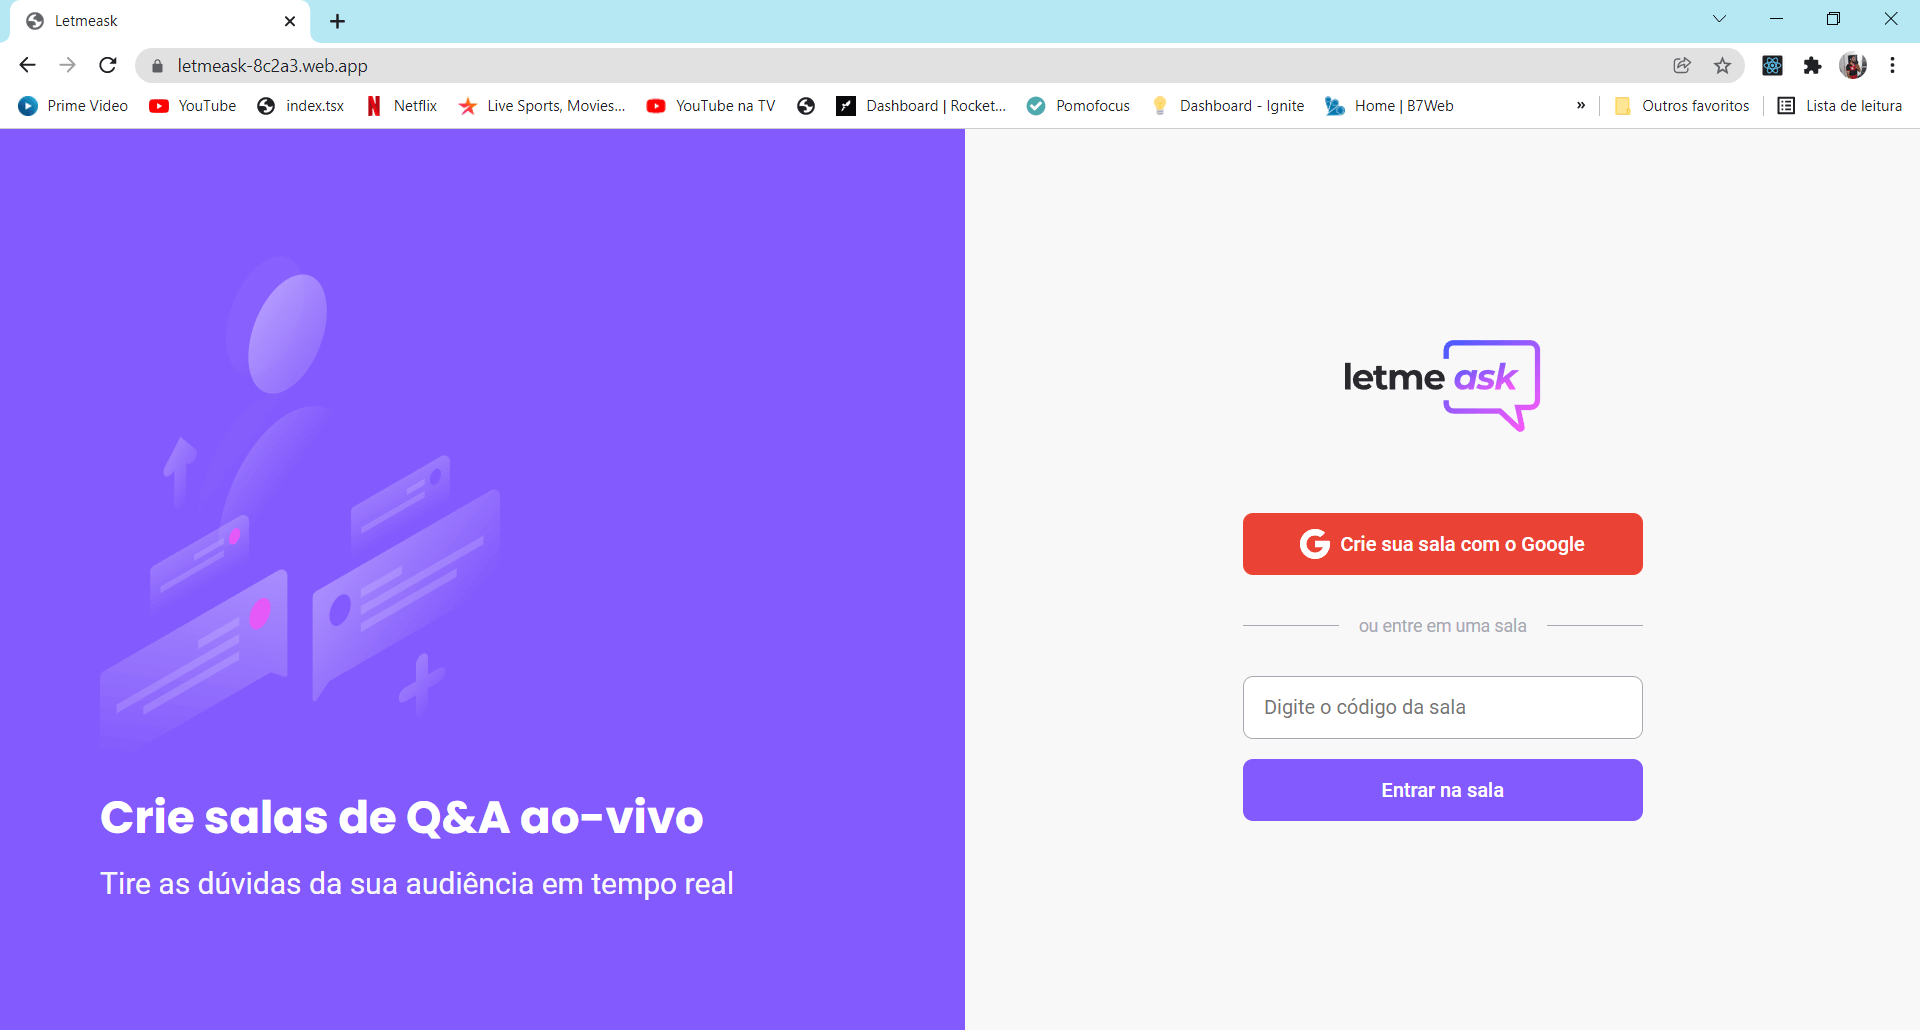 Letmeask
letmeask-8c2a3.web.app
Prime Video YouTube index.tsx Netflix Live Sports, Movies... YouTube na TV Dashboard | Rocket... Pomofocus Dashboard - Ignite Home | B7Web » Outros favoritos Lista de leitura
letme ask
Crie sua sala com o Google
ou entre em uma sala
Digite o código da sala
Entrar na sala
Crie salas de Q&A ao-vivo
Tire as dúvidas da sua audiência em tempo real